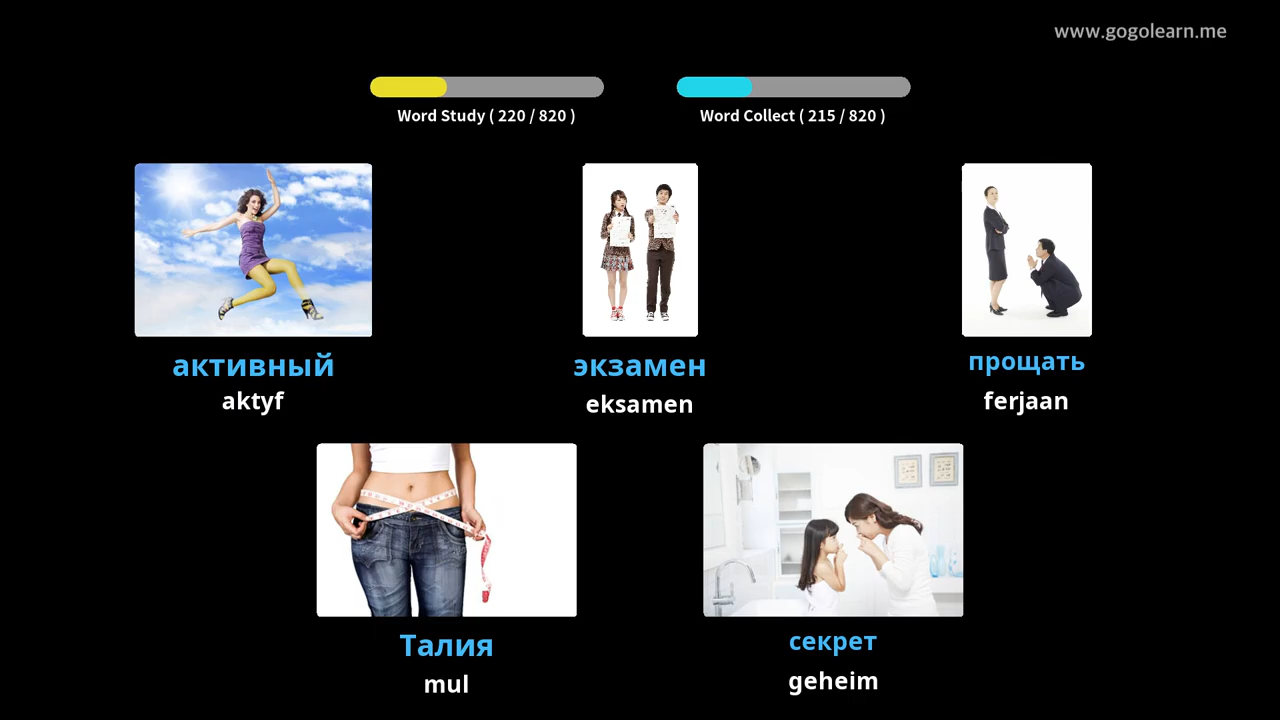 www.gogolearn.me
Word Study ( 220 / 820 )
Word Collect ( 215 / 820 )
активный
aktyf
экзамен
eksamen
прощать
ferjaan
Талия
mul
секрет
geheim